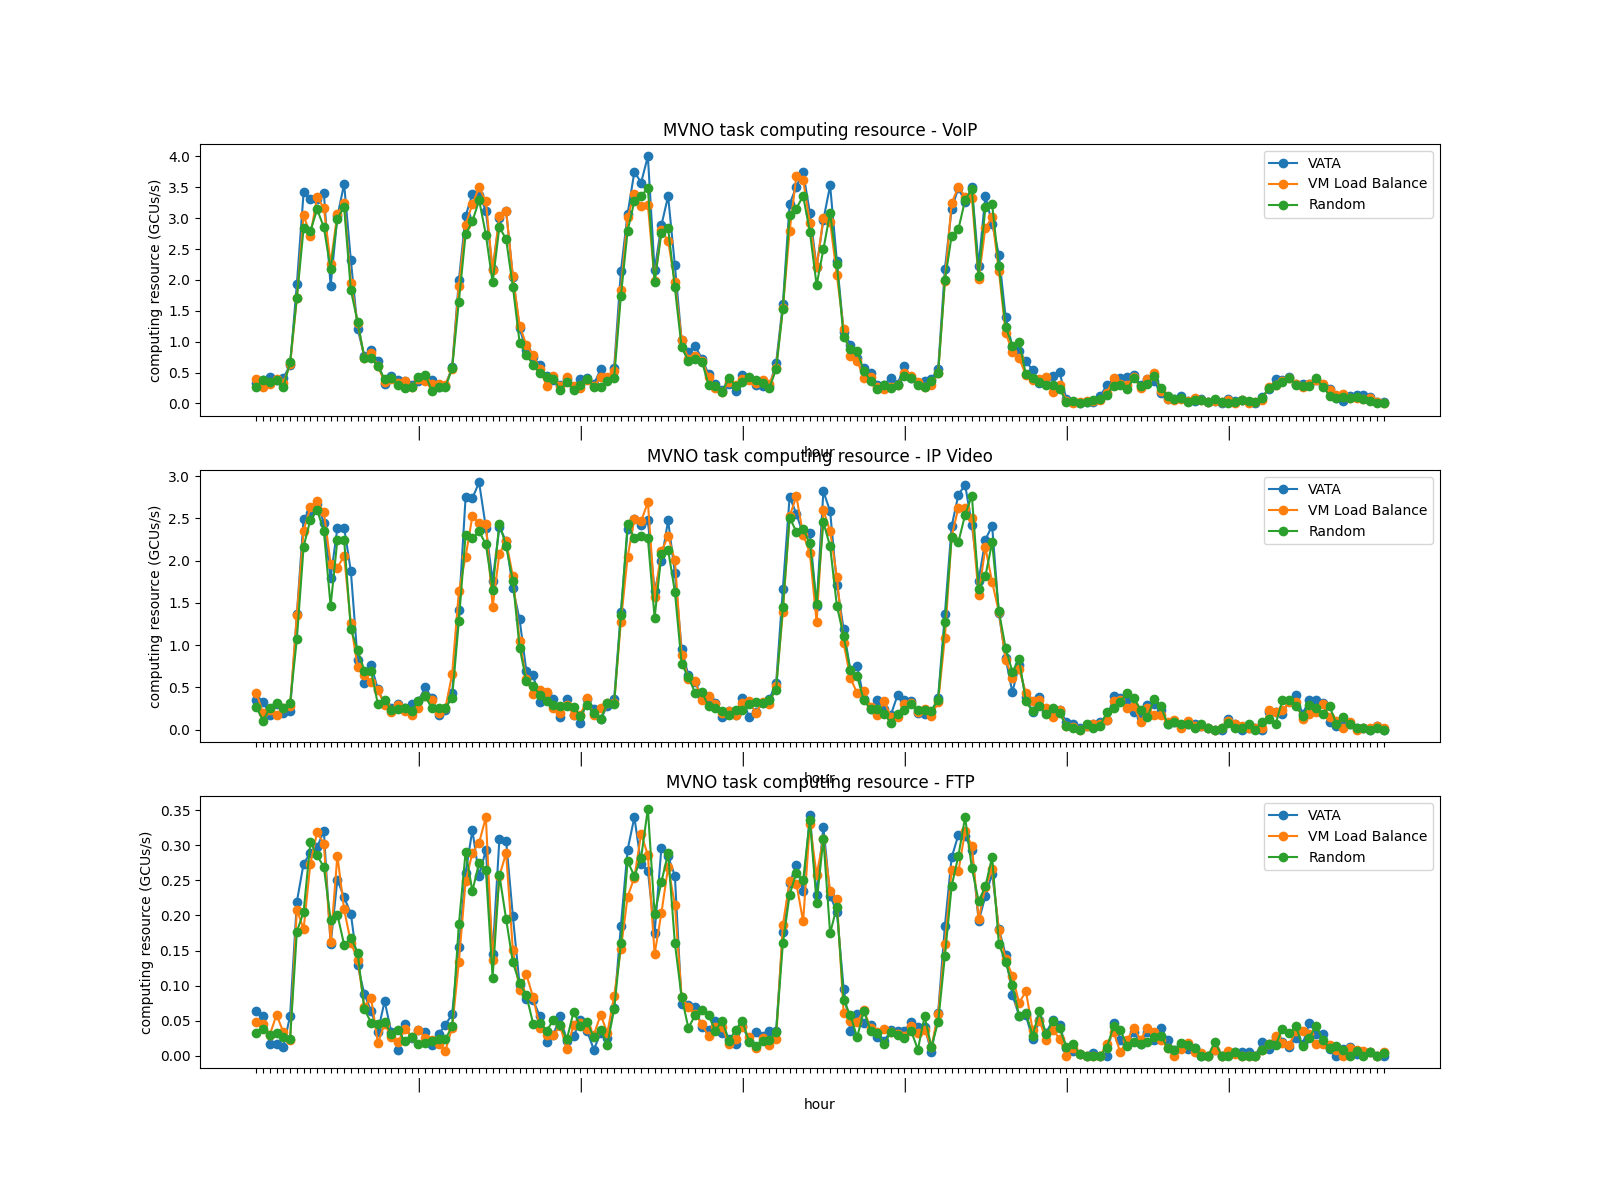 MVNO task computing resource - VoIP
computing resource (GCUs/s)
4.0
3.5
3.0
2.5
2.0
1.5
1.0
0.5
0.0
VATA
VM Load Balance
Random
hour
MVNO task computing resource - IP Video
computing resource (GCUs/s)
3.0
2.5
2.0
1.5
1.0
0.5
0.0
VATA
VM Load Balance
Random
hour
MVNO task computing resource - FTP
computing resource (GCUs/s)
0.35
0.30
0.25
0.20
0.15
0.10
0.05
0.00
VATA
VM Load Balance
Random
hour